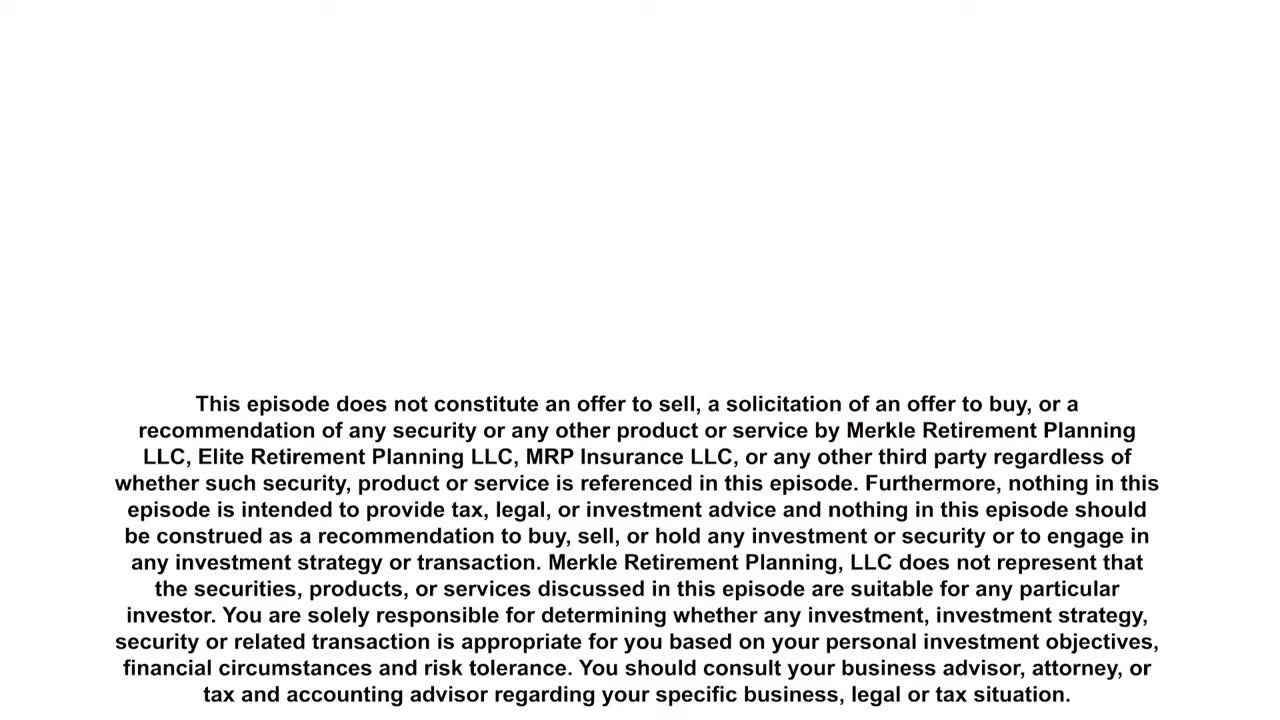 This episode does not constitute an offer to sell, a solicitation of an offer to buy, or a
recommendation of any security or any other product or service by Merkle Retirement Planning
LLC, Elite Retirement Planning LLC, MRP Insurance LLC, or any other third party regardless of
whether such security, product or service is referenced in this episode. Furthermore, nothing in this
episode is intended to provide tax, legal, or investment advice and nothing in this episode should
be construed as a recommendation to buy, sell, or hold any investment or security or to engage in
any investment strategy or transaction. Merkle Retirement Planning, LLC does not represent that
the securities, products, or services discussed in this episode are suitable for any particular
investor. You are solely responsible for determining whether any investment, investment strategy,
security or related transaction is appropriate for you based on your personal investment objectives,
financial circumstances and risk tolerance. You should consult your business advisor, attorney, or
tax and accounting advisor regarding your specific business, legal or tax situation.